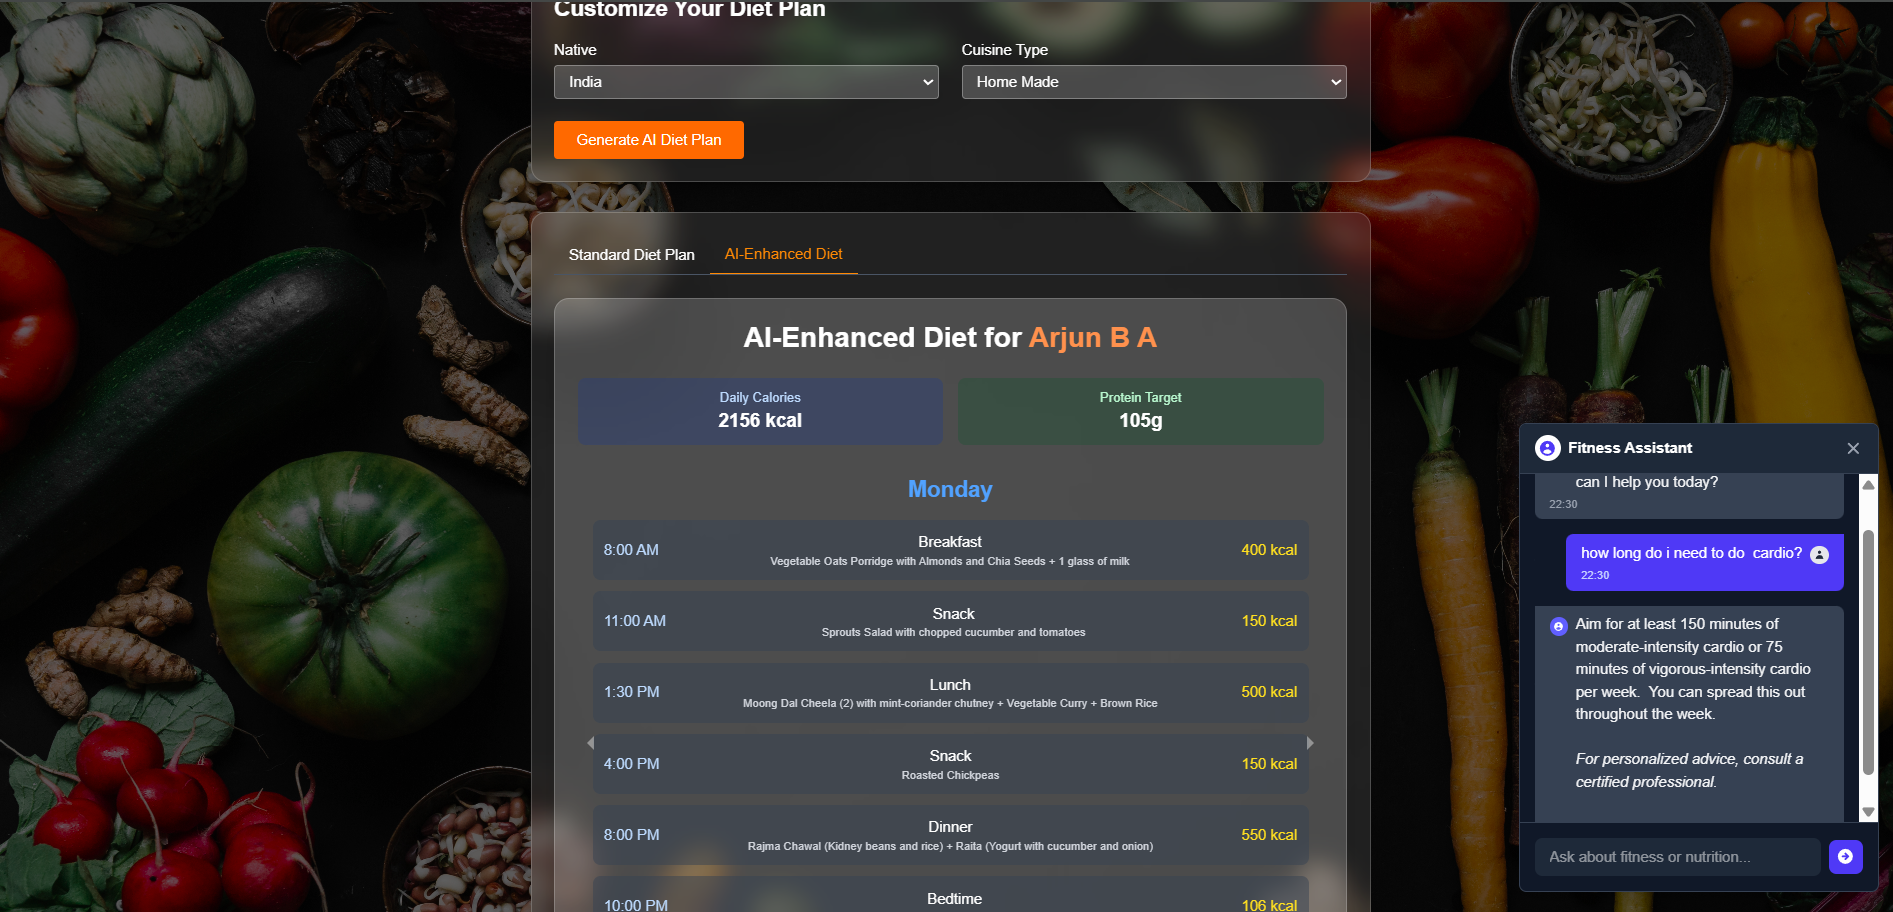 Customize Your Diet Plan
Native
Cuisine Type
India
Home Made
Generate AI Diet Plan
Standard Diet Plan
AI-Enhanced Diet
AI-Enhanced Diet for Arjun B A
Daily Calories
2156 kcal
Protein Target
105g
Monday
8:00 AM
Breakfast
Vegetable Oats Porridge with Almonds and Chia Seeds + 1 glass of milk
400 kcal
11:00 AM
Snack
Sprouts Salad with chopped cucumber and tomatoes
150 kcal
1:30 PM
Lunch
Moong Dal Cheela (2) with mint-coriander chutney + Vegetable Curry + Brown Rice
500 kcal
4:00 PM
Snack
Roasted Chickpeas
150 kcal
8:00 PM
Dinner
Rajma Chawal (Kidney beans and rice) + Raita (Yogurt with cucumber and onion)
550 kcal
10:00 PM
Bedtime
106 kcal
Fitness Assistant
can I help you today?
22:30
how long do i need to do  cardio?
22:30
Aim for at least 150 minutes of
moderate-intensity cardio or 75
minutes of vigorous-intensity cardio
per week.  You can spread this out
throughout the week.
For personalized advice, consult a
certified professional.
Ask about fitness or nutrition...